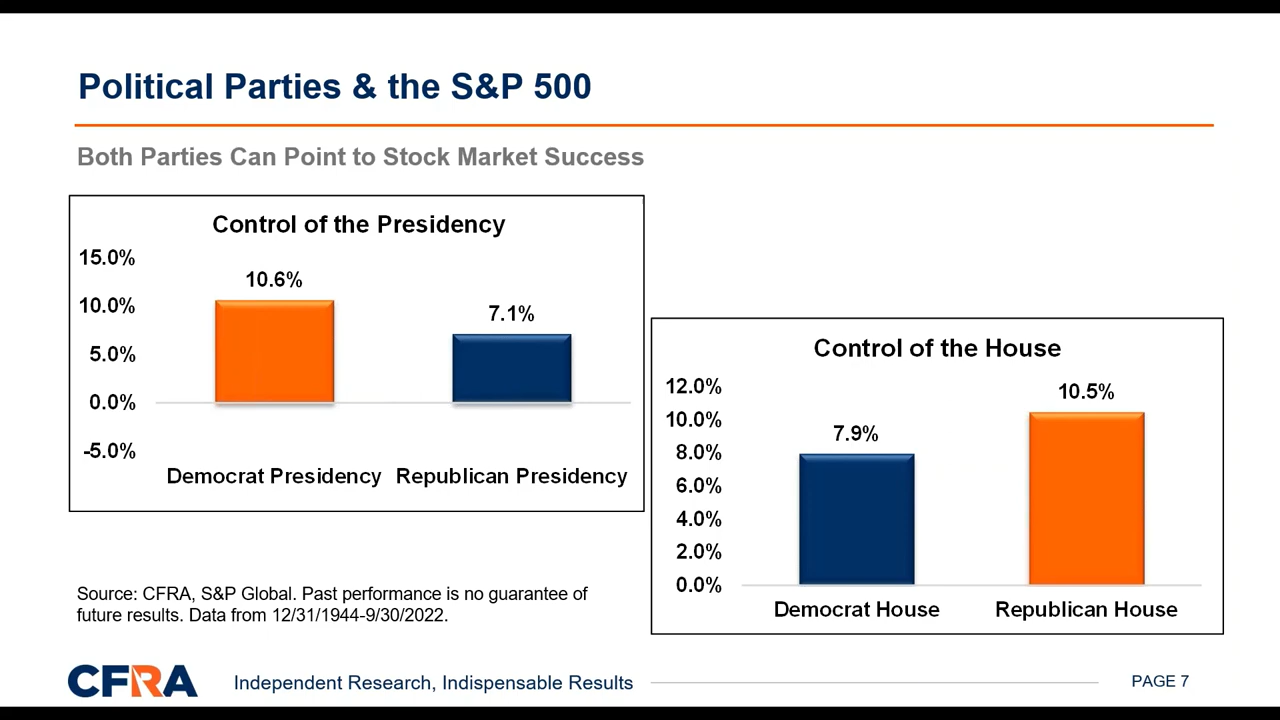 Political Parties & the S&P 500
Both Parties Can Point to Stock Market Success
Control of the Presidency
15.0%
10.0%
5.0%
0.0%
-5.0%
10.6%
7.1%
Democrat Presidency
Republican Presidency
Control of the House
12.0%
10.0%
8.0%
6.0%
4.0%
2.0%
0.0%
7.9%
10.5%
Democrat House
Republican House
Source: CFRA, S&P Global. Past performance is no guarantee of
future results. Data from 12/31/1944-9/30/2022.
CFRA
Independent Research, Indispensable Results
PAGE 7